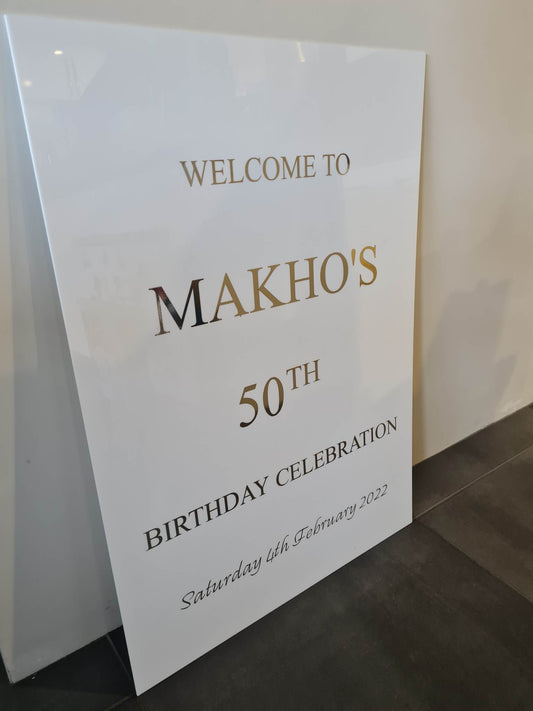 WELCOME TO
MAKHO'S
50TH
BIRTHDAY CELEBRATION
Saturday 4th February 2022